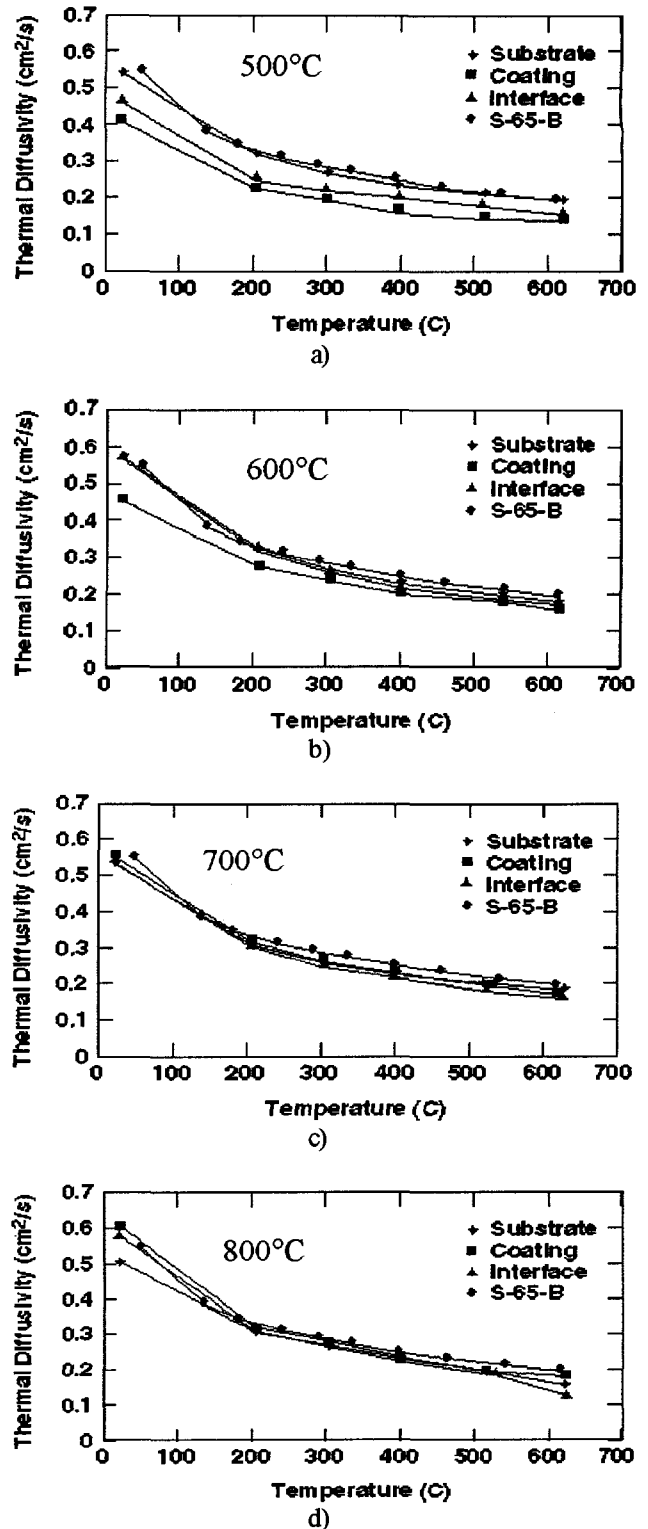 0.7
0.6
0.5
0.4
0.3
0.2
0.1
0
Thermal Diffusivity (cm²/s)
500°C
Substrate
Coating
Interface
S-65-B
0 100 200 300 400 500 600 700
Temperature (C)
a)
0.7
0.6
0.5
0.4
0.3
0.2
0.1
0
Thermal Diffusivity (cm²/s)
600°C
Substrate
Coating
Interface
S-65-B
0 100 200 300 400 500 600 700
Temperature (C)
b)
0.7
0.6
0.5
0.4
0.3
0.2
0.1
0
Thermal Diffusivity (cm²/s)
700°C
Substrate
Coating
Interface
S-65-B
0 100 200 300 400 500 600 700
Temperature (C)
c)
0.7
0.6
0.5
0.4
0.3
0.2
0.1
0
Thermal Diffusivity (cm²/s)
800°C
Substrate
Coating
Interface
S-65-B
0 100 200 300 400 500 600 700
Temperature (C)
d)